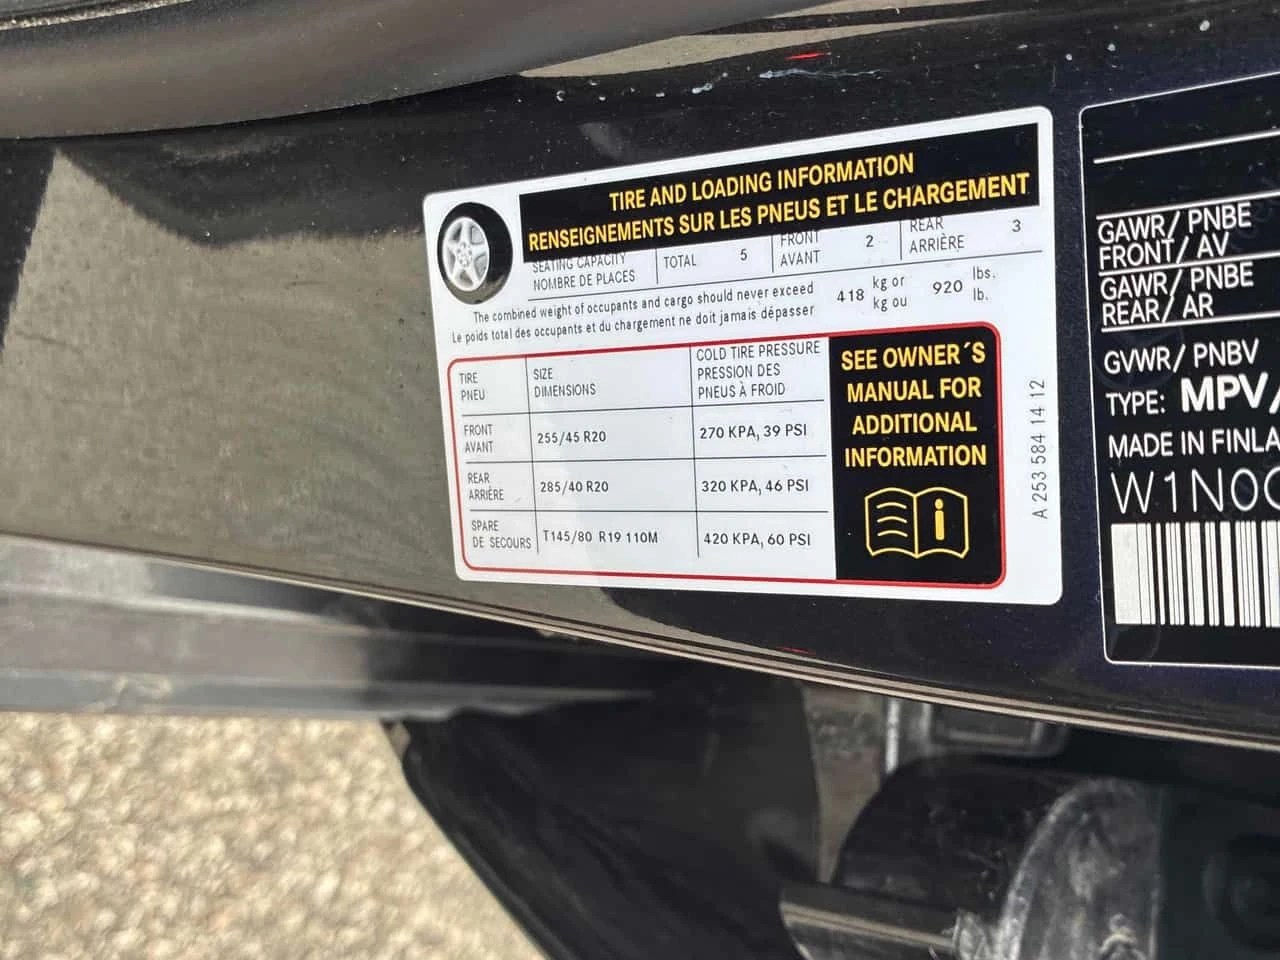 TIRE AND LOADING INFORMATION
RENSEIGNEMENTS SUR LES PNEUS ET LE CHARGEMENT
SEATING CAPACITY
NOMBRE DE PLACES
TOTAL 5
FRONT
AVANT
2
REAR
ARRIÈRE
3
The combined weight of occupants and cargo should never exceed
Le poids total des occupants et du chargement ne doit jamais dépasser
418
kg or
kg ou
920
lbs.
lb.
TIRE
PNEU
SIZE
DIMENSIONS
COLD TIRE PRESSURE
PRESSION DES
PNEUS À FROID
FRONT
AVANT
255/45 R20
270 KPA, 39 PSI
REAR
ARRIÈRE
285/40 R20
320 KPA, 46 PSI
SPARE
DE SECOURS
T145/80 R19 110M
420 KPA, 60 PSI
SEE OWNER´S
MANUAL FOR
ADDITIONAL
INFORMATION
A 253 584 14 12
GAWR/ PNBE
FRONT/ AV
GAWR/ PNBE
REAR/ AR
GVWR/ PNBV
TYPE: MPV/
MADE IN FINLA
W1N0